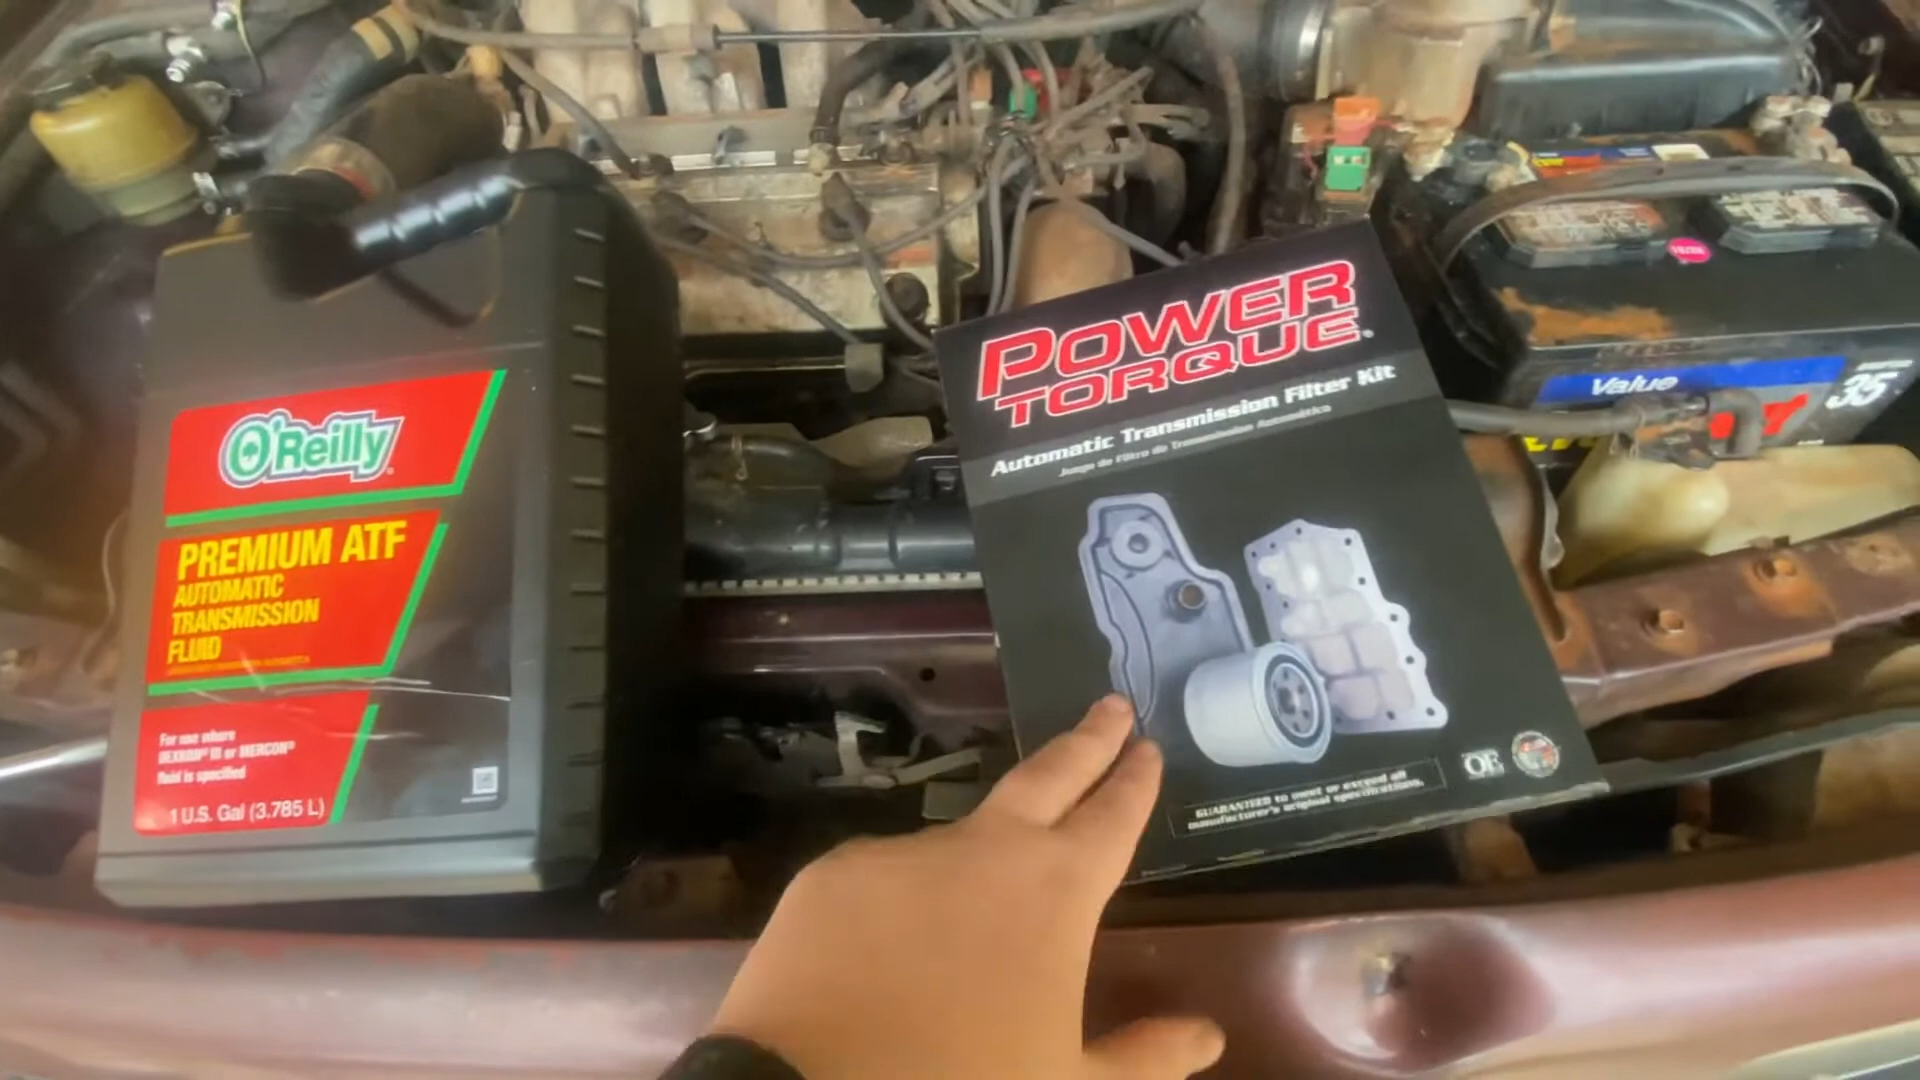 O'Reilly
PREMIUM ATF
AUTOMATIC
TRANSMISSION
FLUID
For use where
DEXRON® III or MERCON®
fluid is specified
1 U.S. Gal (3.785 L)
POWER
TORQUE®
Automatic Transmission Filter Kit
Juego de Filtro de Transmisión Automática
GUARANTEED to meet or exceed all
manufacturer's original specifications.
OE
Value
35